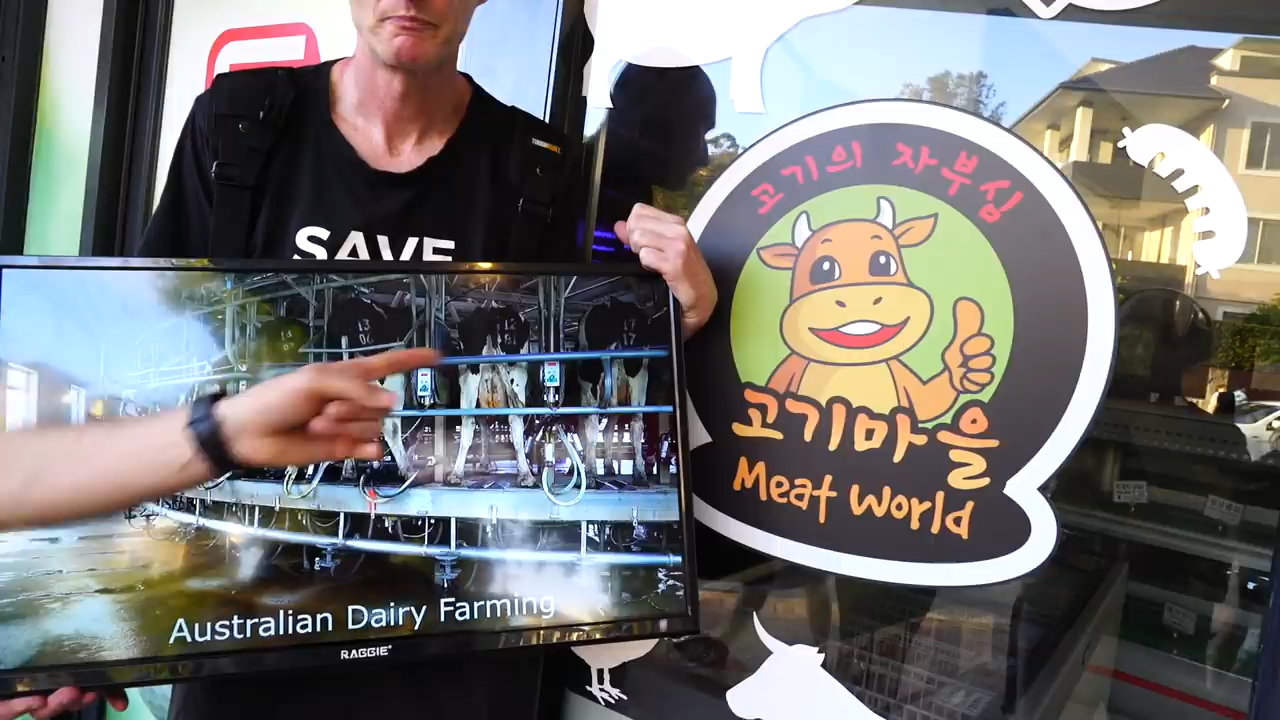 SAVE
고기의 자부심
고기마을
Meat World
Australian Dairy Farming
RAGGIE